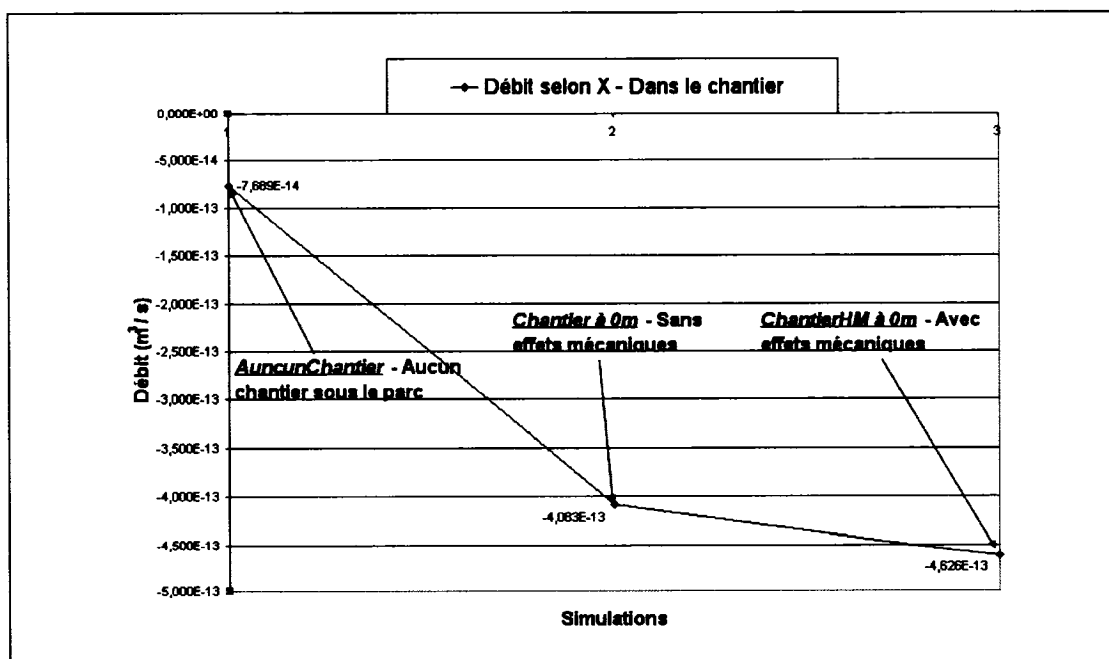 Débit selon X - Dans le chantier
0,000E+00
1
2
3
-5,000E-14
-7,689E-14
-1,000E-13
-1,500E-13
-2,000E-13
Débit (m³ / s)
Chantier à 0m - Sans
effets mécaniques
ChantierHM à 0m - Avec
effets mécaniques
-2,500E-13
AuncunChantier - Aucun
chantier sous le parc
-3,000E-13
-3,500E-13
-4,000E-13
-4,083E-13
-4,500E-13
-4,626E-13
-5,000E-13
Simulations